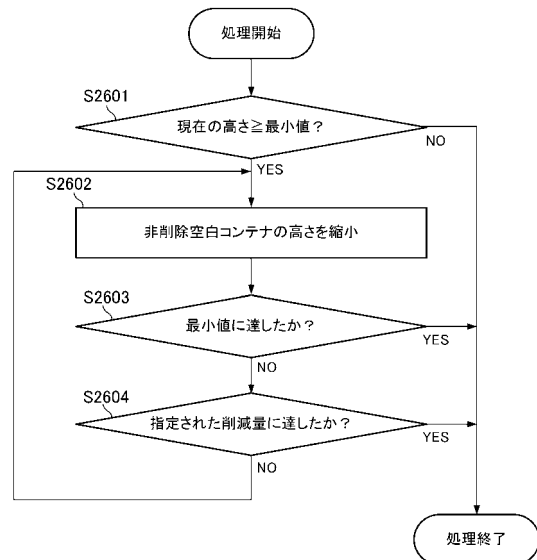 処理開始
S2601
現在の高さ≧最小値？
NO
YES
S2602
非削除空白コンテナの高さを縮小
S2603
最小値に達したか？
YES
NO
S2604
指定された削減量に達したか？
YES
NO
処理終了